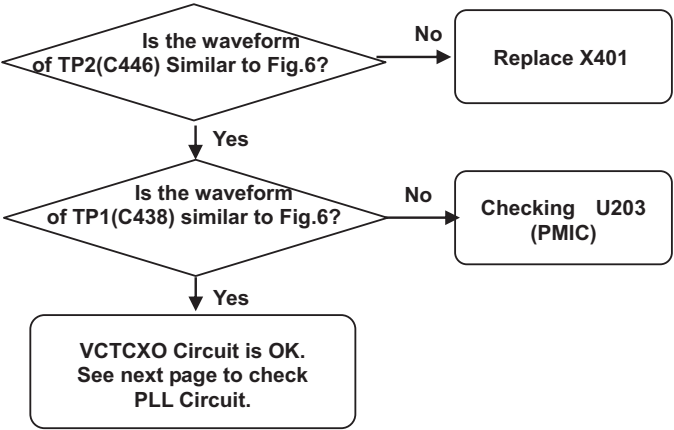 Is the waveform
of TP2(C446) Similar to Fig.6?
No
Replace X401
Yes
Is the waveform
of TP1(C438) similar to Fig.6?
No
Checking U203
(PMIC)
Yes
VCTCXO Circuit is OK.
See next page to check
PLL Circuit.